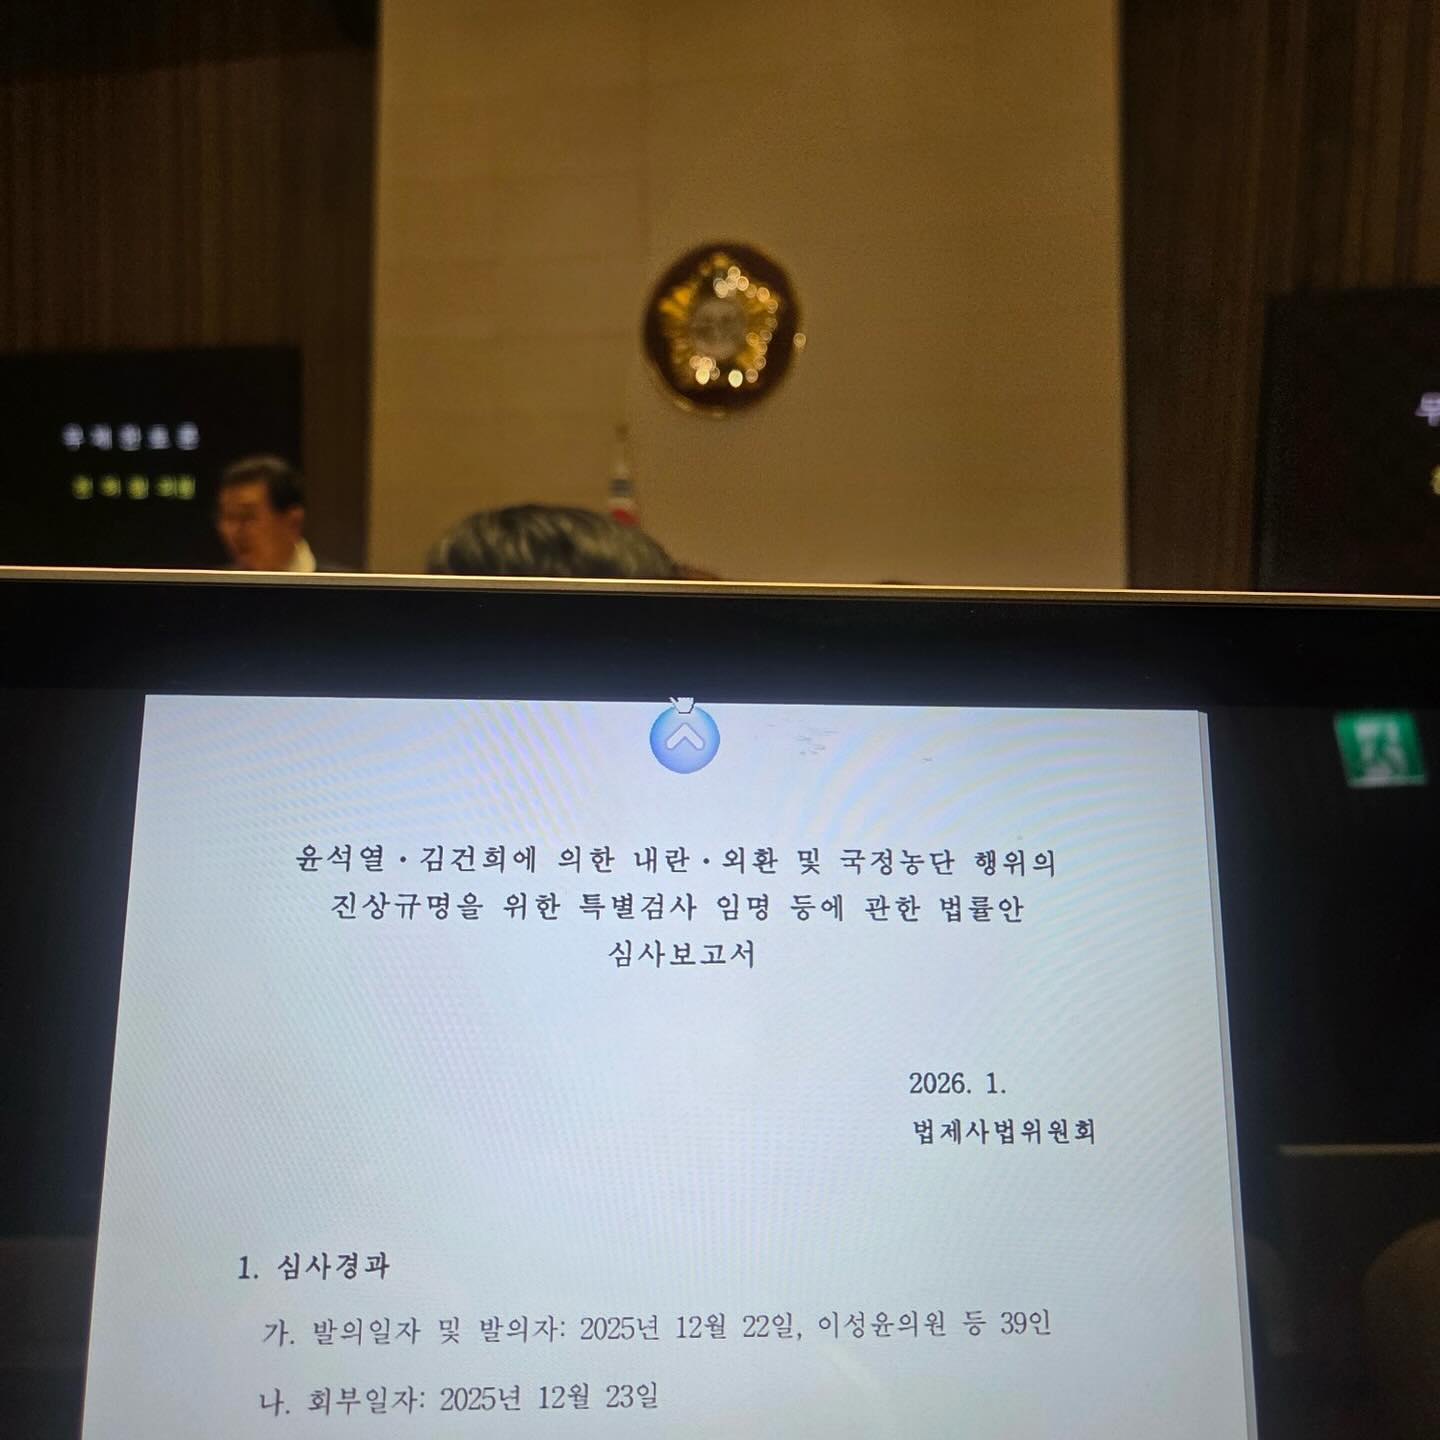 무제한토론
윤석열·김건희에 의한 내란·외환 및 국정농단 행위의
진상규명을 위한 특별검사 임명 등에 관한 법률안
심사보고서
2026. 1.
법제사법위원회
1. 심사경과
가. 발의일자 및 발의자: 2025년 12월 22일, 이성윤의원 등 39인
나. 회부일자: 2025년 12월 23일